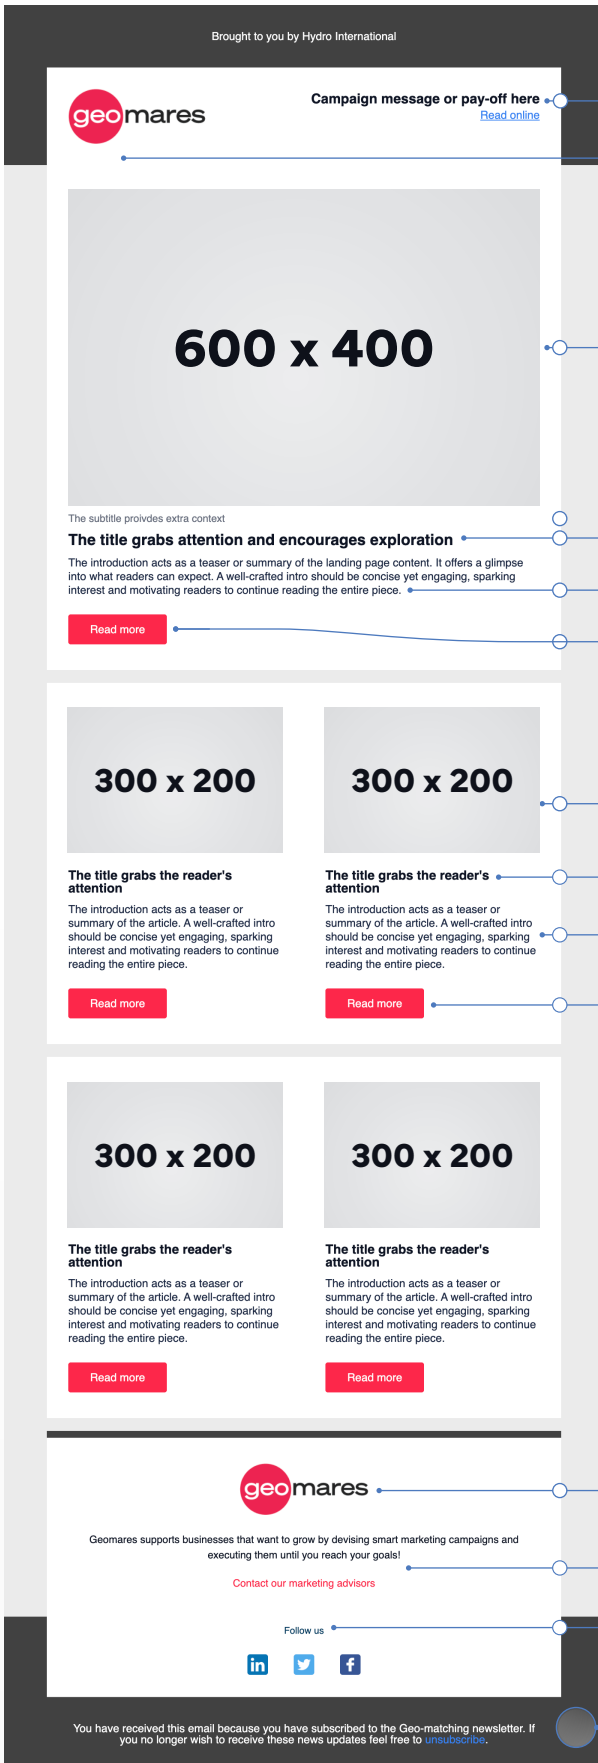 Brought to you by Hydro International
geomares
Campaign message or pay-off here
Read online
600 x 400
The subtitle proivdes extra context
The title grabs attention and encourages exploration
The introduction acts as a teaser or summary of the landing page content. It offers a glimpse
into what readers can expect. A well-crafted intro should be concise yet engaging, sparking
interest and motivating readers to continue reading the entire piece.
Read more
300 x 200
The title grabs the reader's
attention
The introduction acts as a teaser or
summary of the article. A well-crafted intro
should be concise yet engaging, sparking
interest and motivating readers to continue
reading the entire piece.
Read more
300 x 200
The title grabs the reader's
attention
The introduction acts as a teaser or
summary of the article. A well-crafted intro
should be concise yet engaging, sparking
interest and motivating readers to continue
reading the entire piece.
Read more
300 x 200
The title grabs the reader's
attention
The introduction acts as a teaser or
summary of the article. A well-crafted intro
should be concise yet engaging, sparking
interest and motivating readers to continue
reading the entire piece.
Read more
300 x 200
The title grabs the reader's
attention
The introduction acts as a teaser or
summary of the article. A well-crafted intro
should be concise yet engaging, sparking
interest and motivating readers to continue
reading the entire piece.
Read more
geomares
Geomares supports businesses that want to grow by devising smart marketing campaigns and
executing them until you reach your goals!
Contact our marketing advisors
Follow us
in
f
You have received this email because you have subscribed to the Geo-matching newsletter. If
you no longer wish to receive these news updates feel free to unsubscribe.